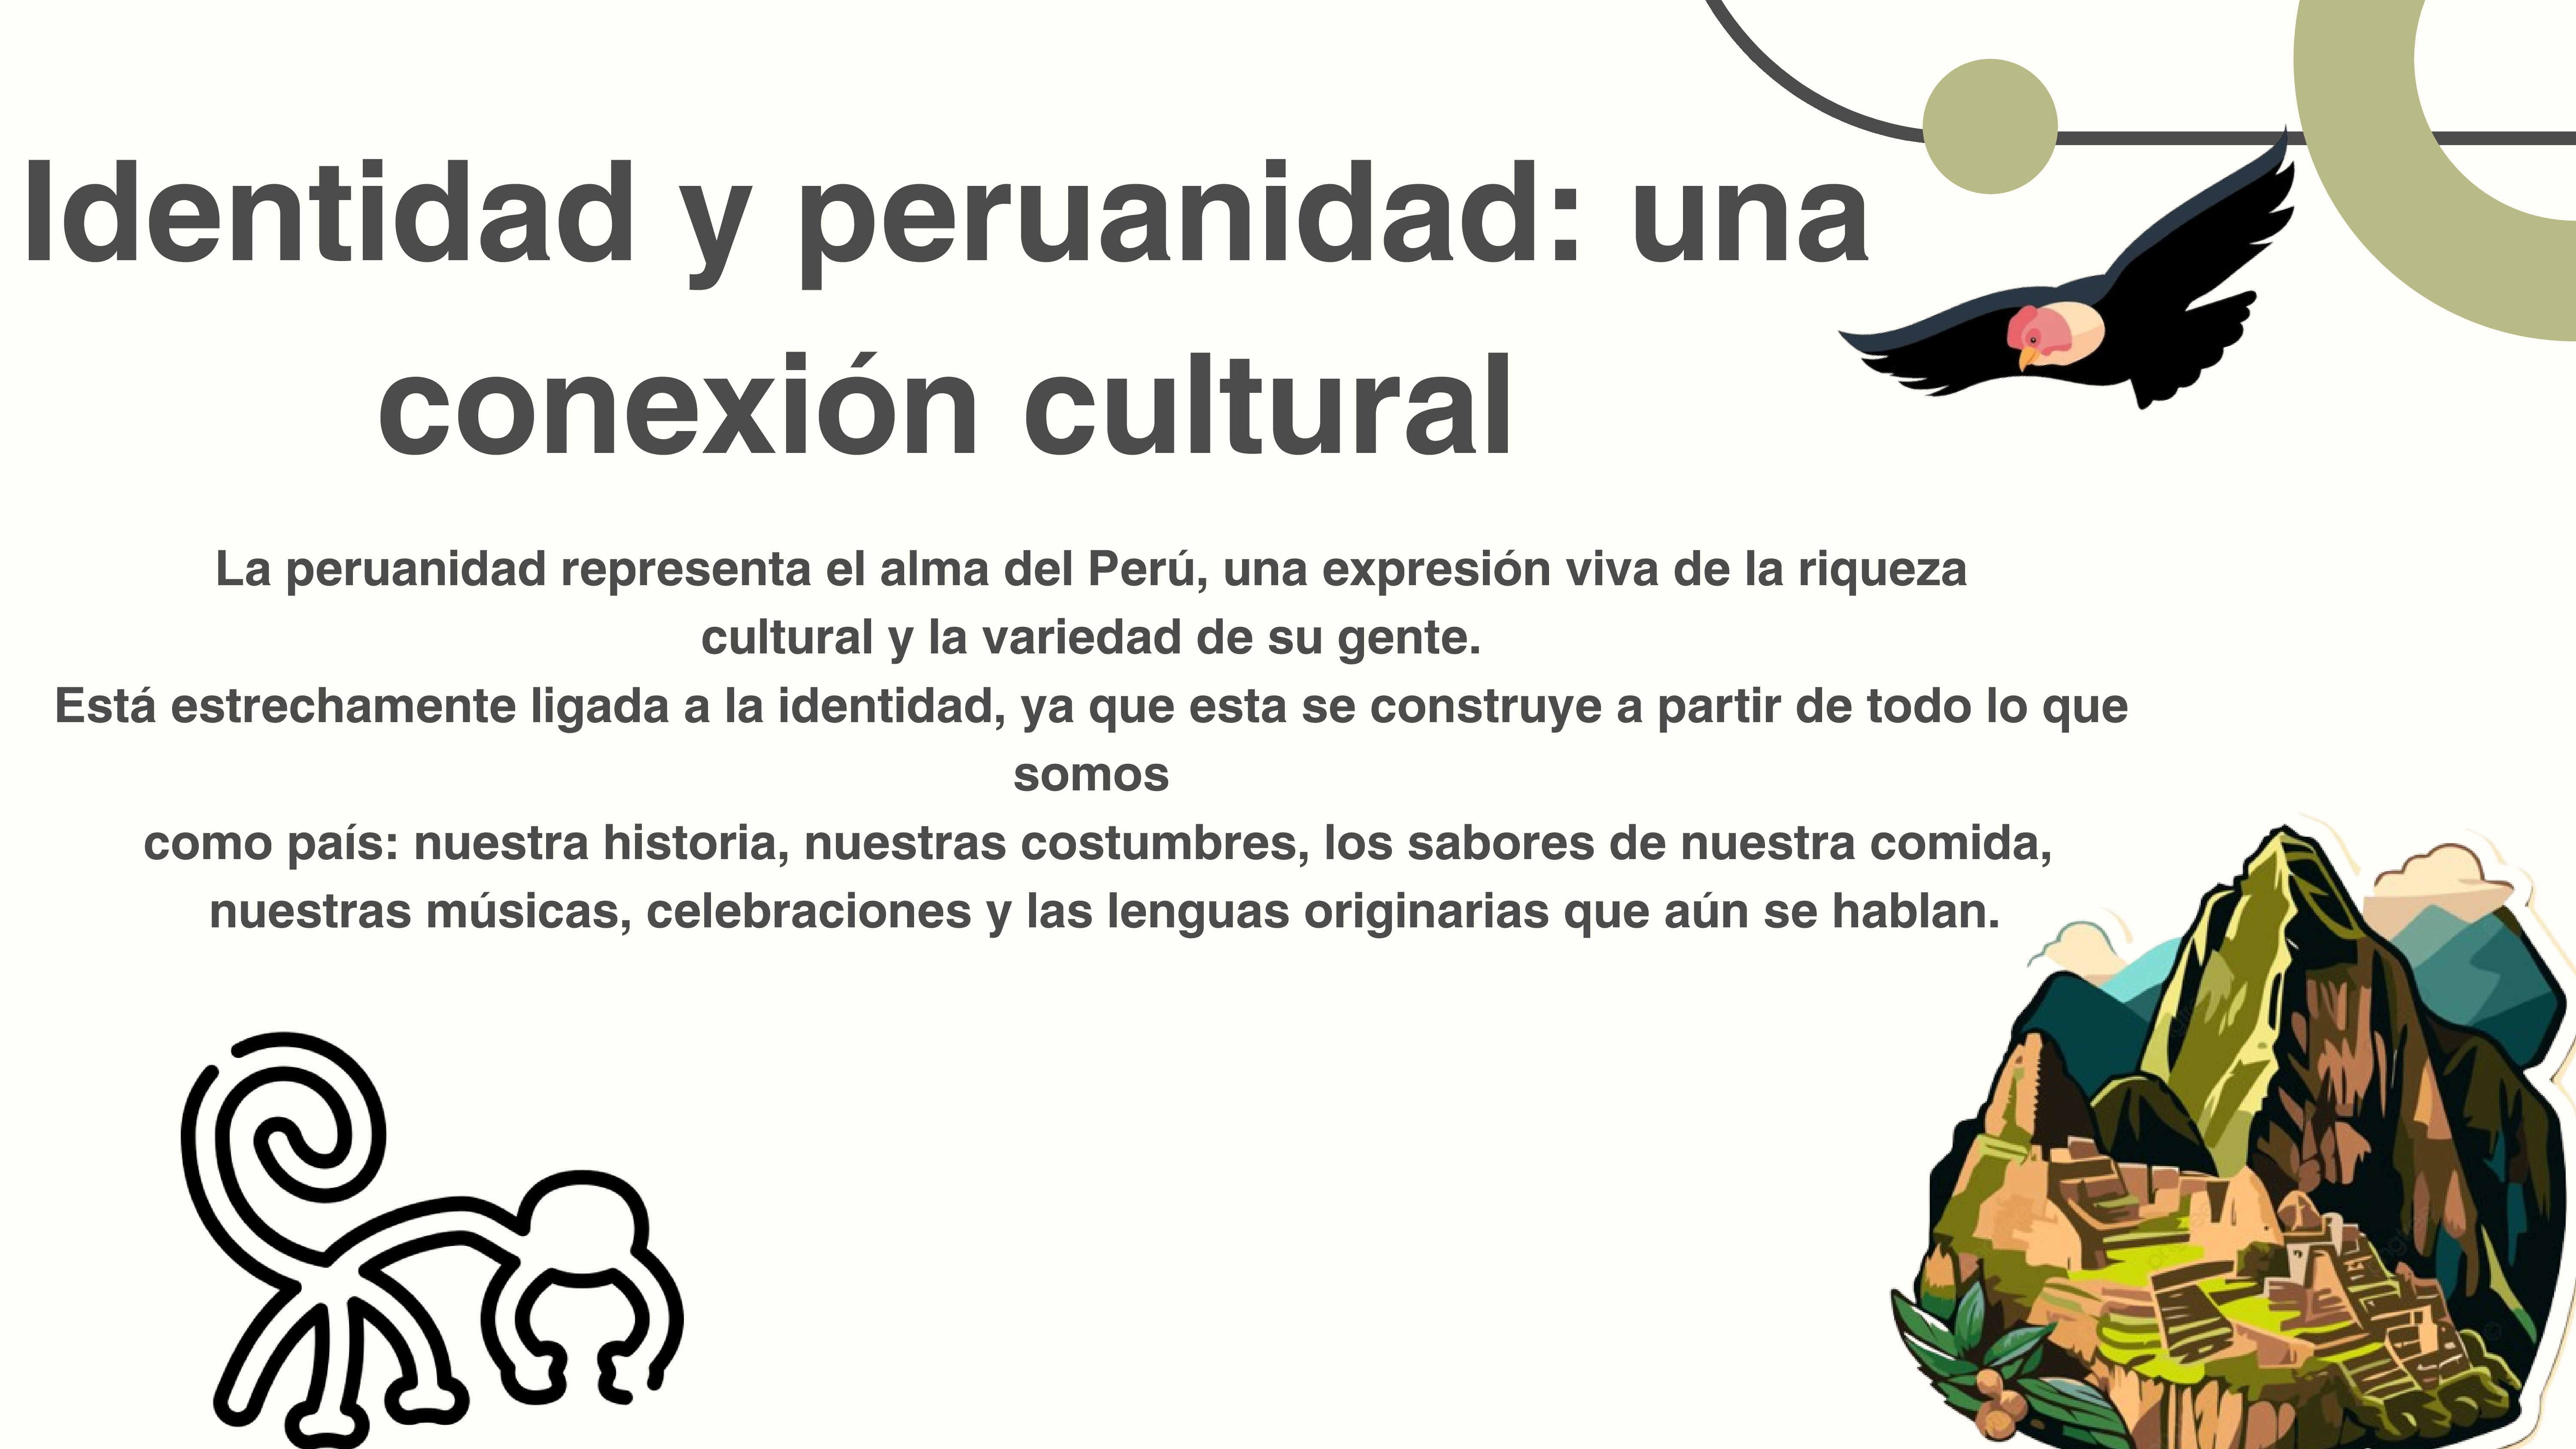 Identidad y peruanidad: una
conexión cultural
La peruanidad representa el alma del Perú, una expresión viva de la riqueza
cultural y la variedad de su gente.
Está estrechamente ligada a la identidad, ya que esta se construye a partir de todo lo que
somos
como país: nuestra historia, nuestras costumbres, los sabores de nuestra comida,
nuestras músicas, celebraciones y las lenguas originarias que aún se hablan.